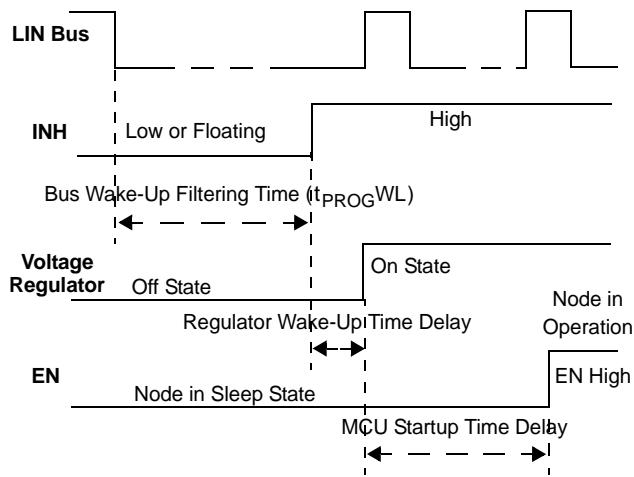 LIN Bus
INH
Low or Floating
High
Bus Wake-Up Filtering Time (tPROGWL)
Voltage
Regulator
Off State
On State
Regulator Wake-Up Time Delay
Node in
Operation
EN
Node in Sleep State
EN High
MCU Startup Time Delay